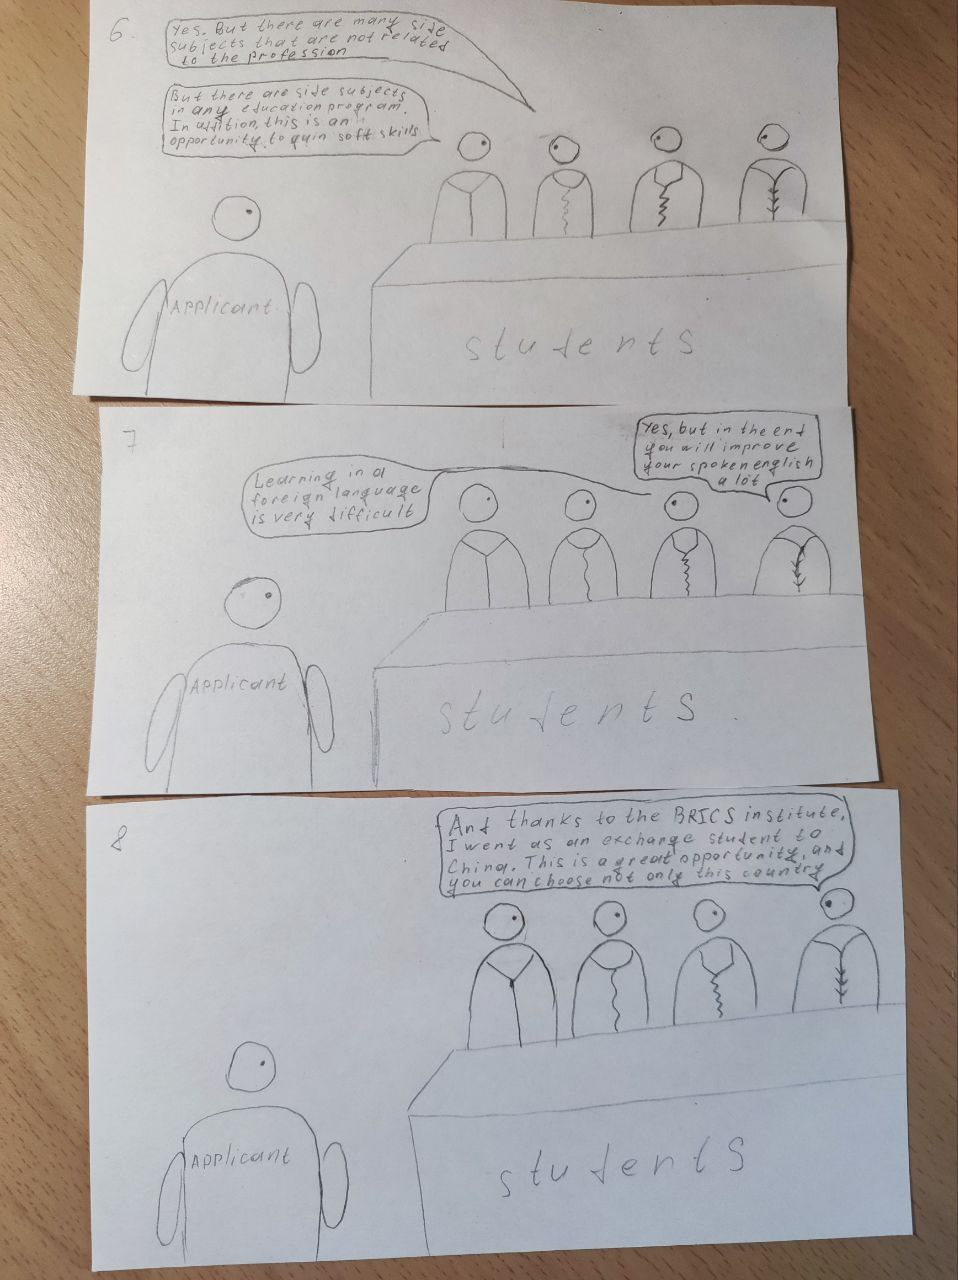 6.
Yes. But there are many side
subjects that are not related
to the profession
But there are side subjects
in any education program.
In adition, this is an
opportunity to gain soft skills
Applicant
students
7
Yes, but in the end
you will improve
your spoken english
a lot
Learning in a
foreign language
is very difficult
Applicant
students.
8
And thanks to the BRICS institute,
I went as an exchange student to
China. This is a great opportunity, and
you can choose not only this country
Applicant
students